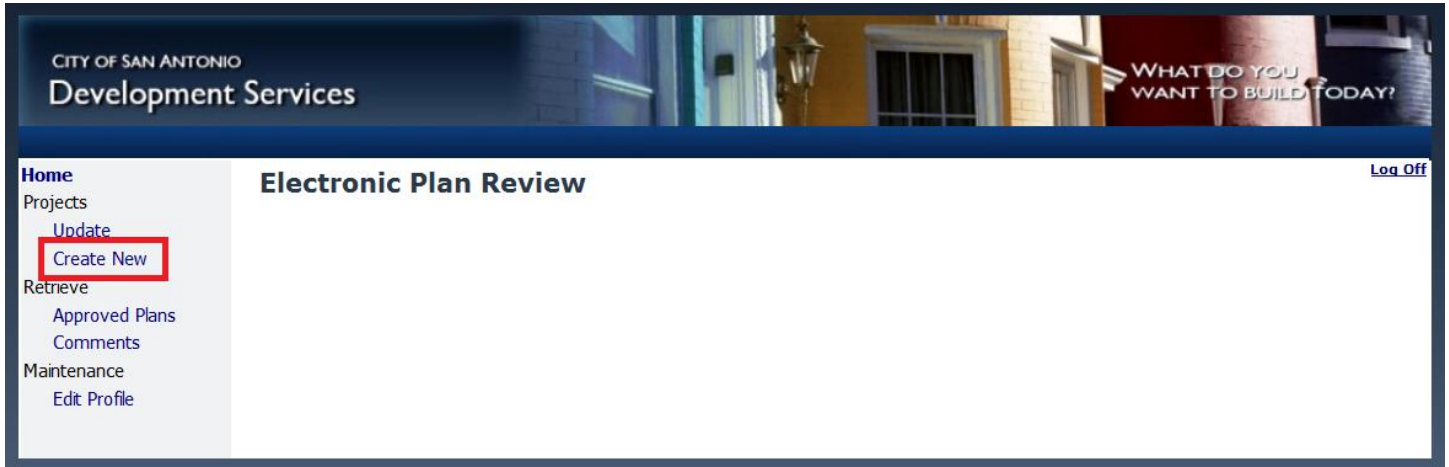 CITY OF SAN ANTONIO
Development Services
WHAT DO YOU
WANT TO BUILD TODAY?
Home
Projects
Update
Create New
Retrieve
Approved Plans
Comments
Maintenance
Edit Profile
Electronic Plan Review
Log Off